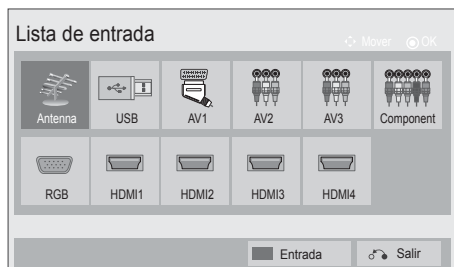 Lista de entrada
Mover OK
Antenna USB AV1 AV2 AV3 Component
RGB HDMI1 HDMI2 HDMI3 HDMI4
Entrada Salir